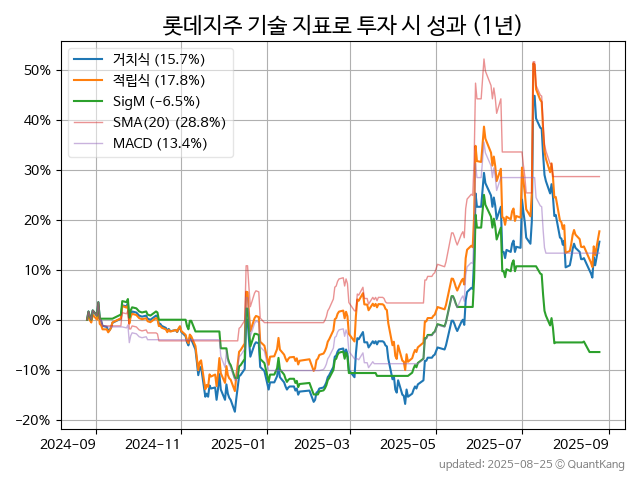 롯데지주 기술 지표로 투자 시 성과 (1년)
거치식 (15.7%)
적립식 (17.8%)
SigM (-6.5%)
SMA(20) (28.8%)
MACD (13.4%)
50%
40%
30%
20%
10%
0%
−10%
−20%
2024-09 2024-11 2025-01 2025-03 2025-05 2025-07 2025-09
updated: 2025-08-25 © QuantKang